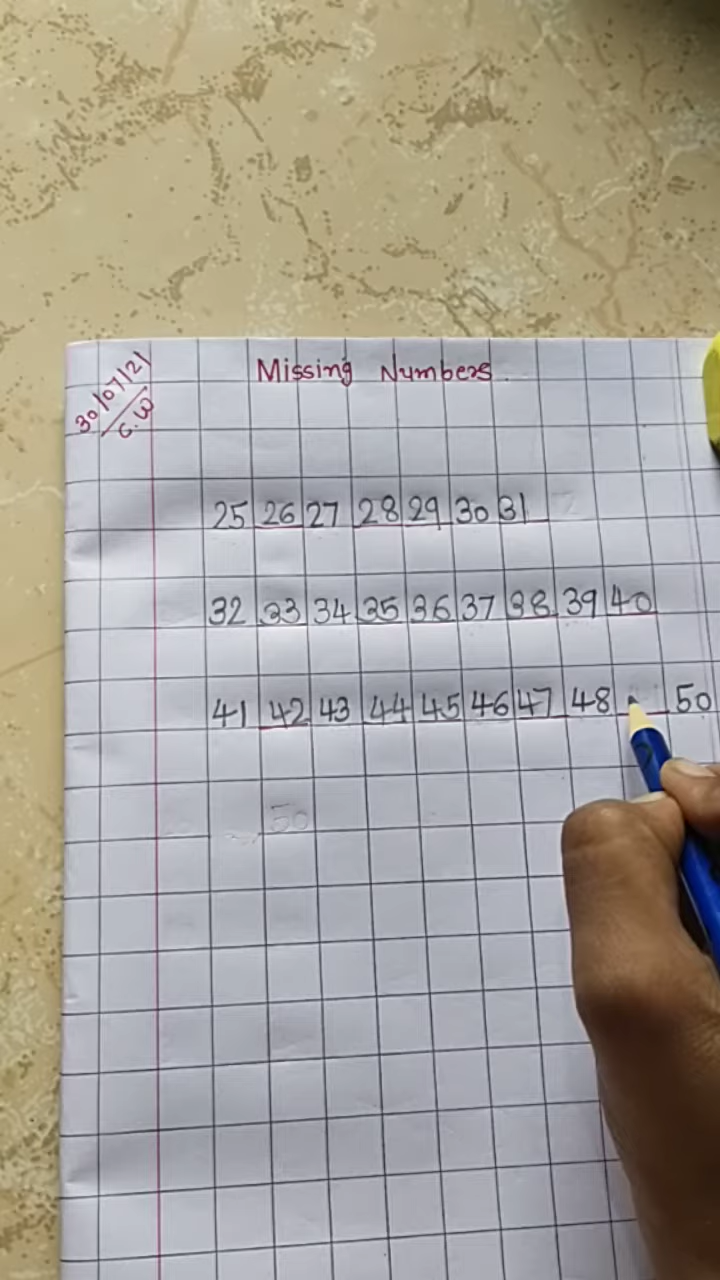 30/07/21
C.W
Missing Numbers.
25 26 27 28 29 30 31
32 33 34 35 36 37 38 39 40
41 42 43 44 45 46 47 48 _ 50
50